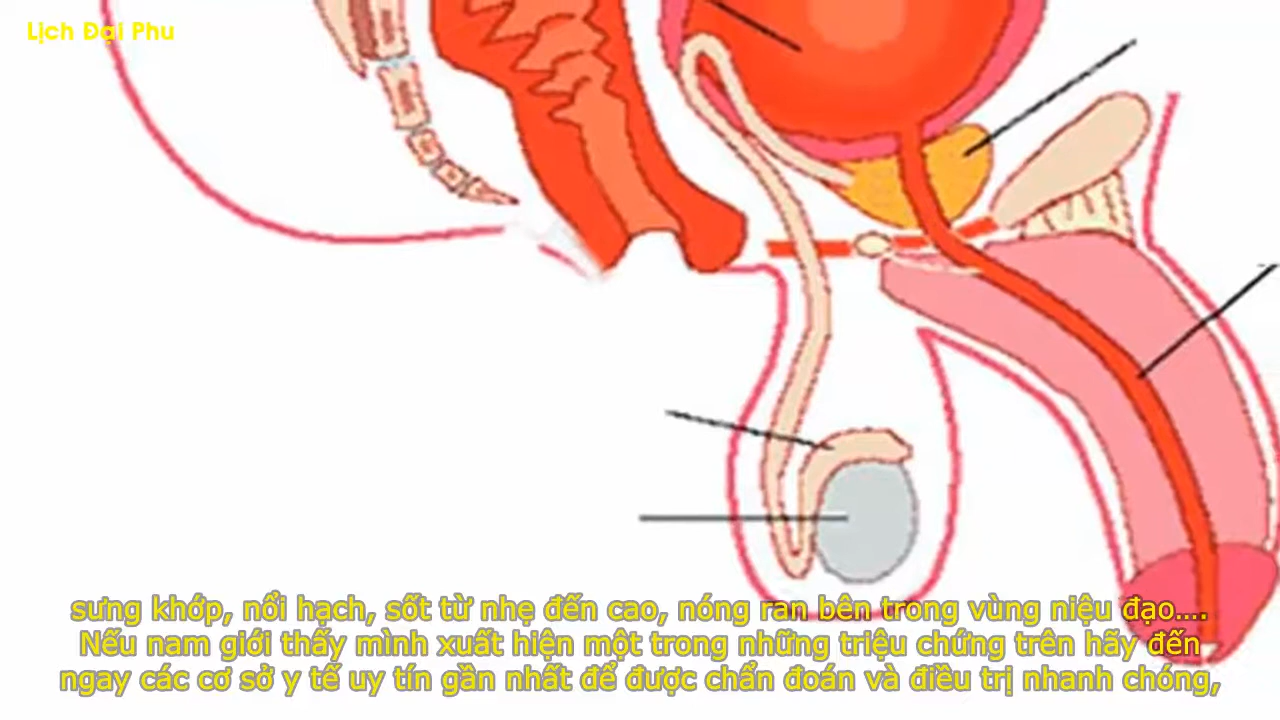 Lịch Đại Phu
sưng khớp, nổi hạch, sốt từ nhẹ đến cao, nóng ran bên trong vùng niệu đạo....
Nếu nam giới thấy mình xuất hiện một trong những triệu chứng trên hãy đến
ngay các cơ sở y tế uy tín gần nhất để được chẩn đoán và điều trị nhanh chóng,